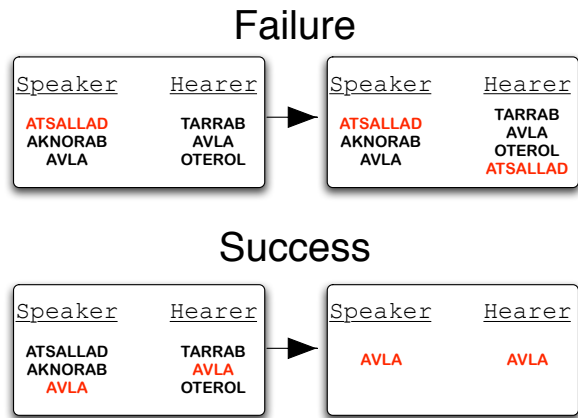 Failure
Speaker Hearer
ATSALLAD TARRAB
AKNORAB AVLA
AVLA OTEROL
Speaker Hearer
ATSALLAD TARRAB
AKNORAB AVLA
AVLA OTEROL
ATSALLAD
Success
Speaker Hearer
ATSALLAD TARRAB
AKNORAB AVLA
AVLA OTEROL
Speaker Hearer
AVLA AVLA